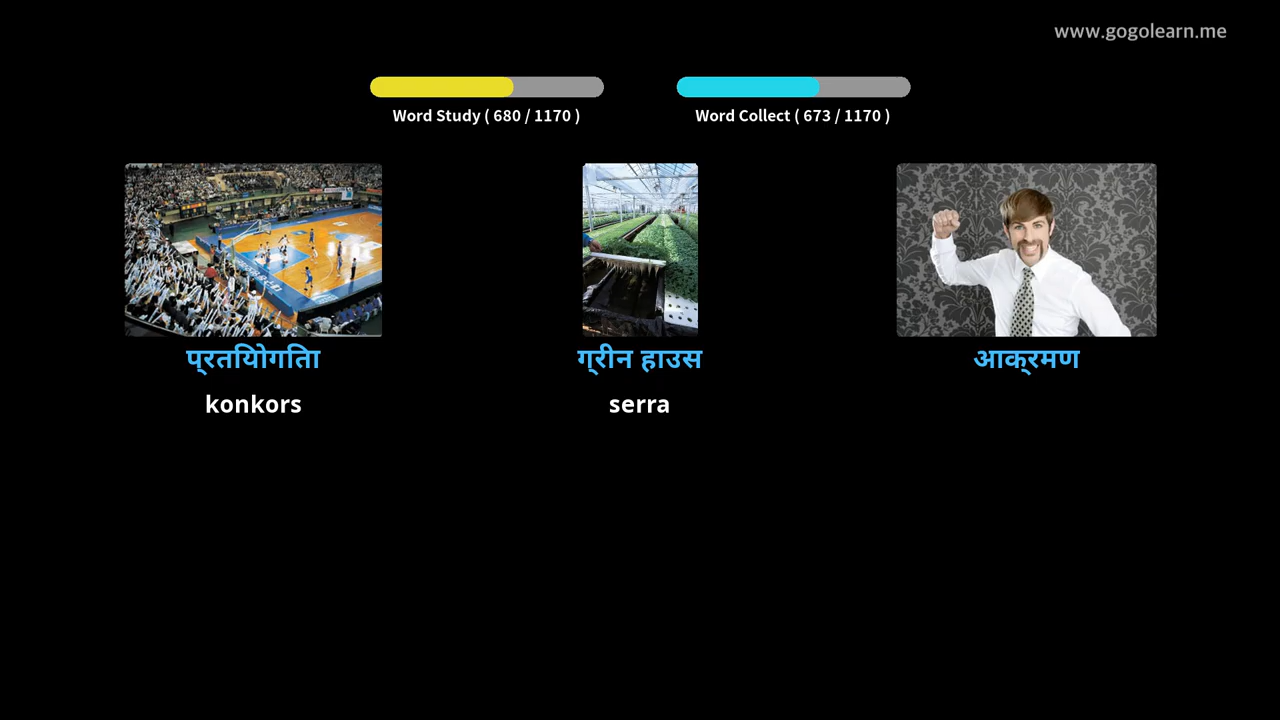 www.gogolearn.me
Word Study ( 680 / 1170 )
Word Collect ( 673 / 1170 )
प्रतियोगिता
ग्रीन हाउस
आक्रमण
konkors
serra